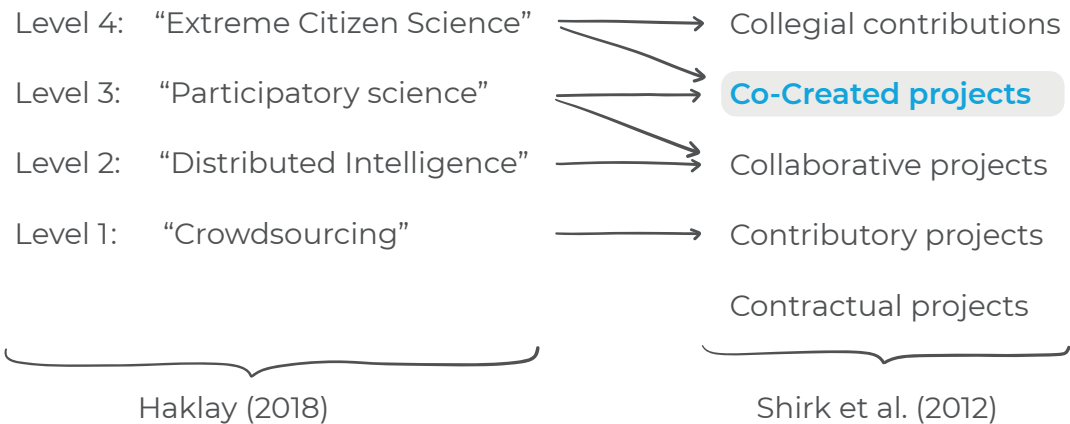 Level 4: “Extreme Citizen Science” Collegial contributions
Level 3: “Participatory science” Co-Created projects
Level 2: “Distributed Intelligence” Collaborative projects
Level 1: “Crowdsourcing” Contributory projects
Contractual projects
Haklay (2018) Shirk et al. (2012)